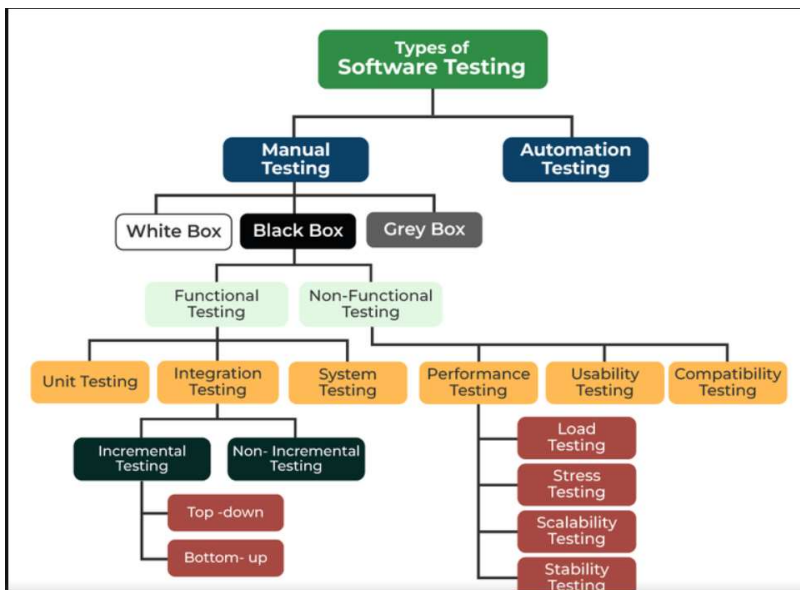 Types of
Software Testing
Manual
Testing
Automation
Testing
White Box
Black Box
Grey Box
Functional
Testing
Non-Functional
Testing
Unit Testing
Integration
Testing
System
Testing
Performance
Testing
Usability
Testing
Compatibility
Testing
Incremental
Testing
Non- Incremental
Testing
Load
Testing
Stress
Testing
Scalability
Testing
Stability
Testing
Top -down
Bottom- up